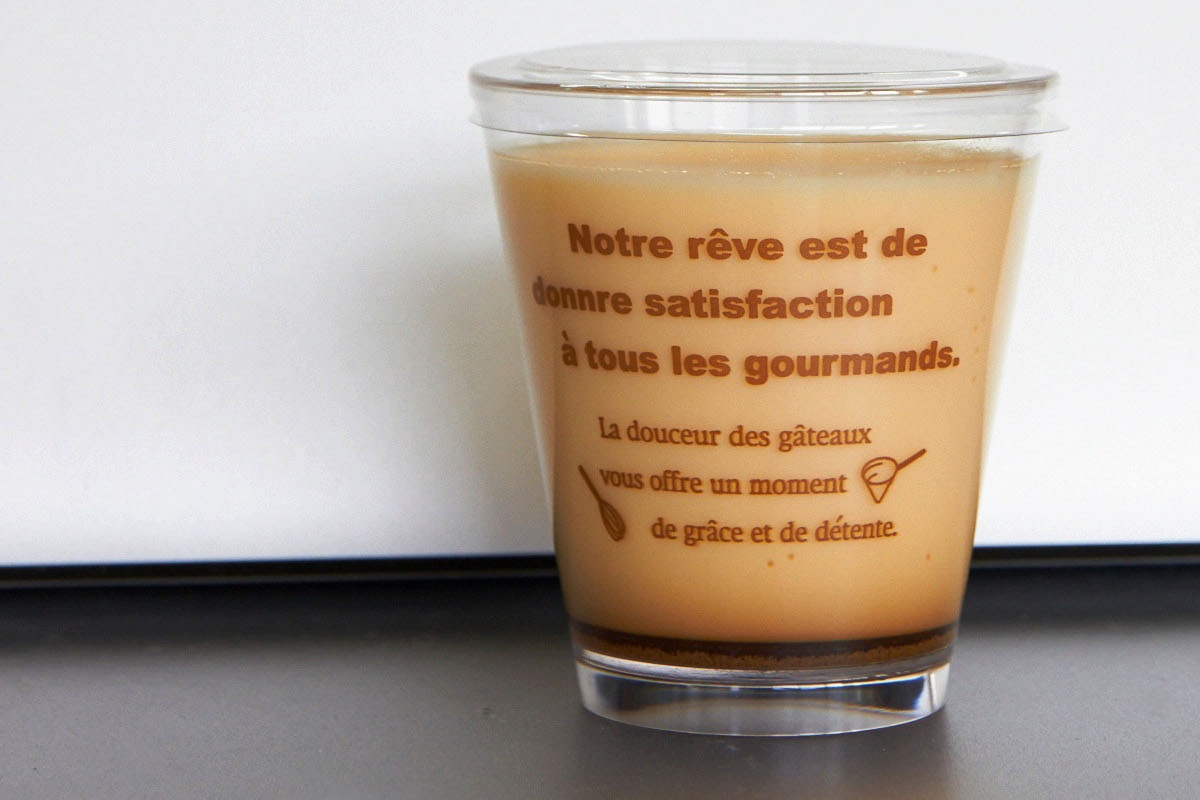 Notre rêve est de
donnre satisfaction
à tous les gourmands.
La douceur des gâteaux
vous offre un moment
de grâce et de détente.